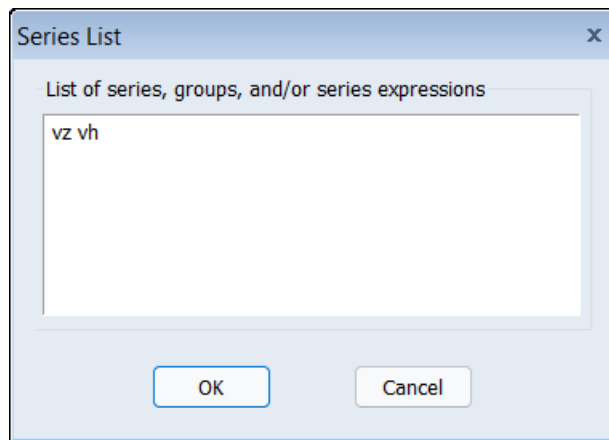 Series List
x
List of series, groups, and/or series expressions
vz vh
OK
Cancel